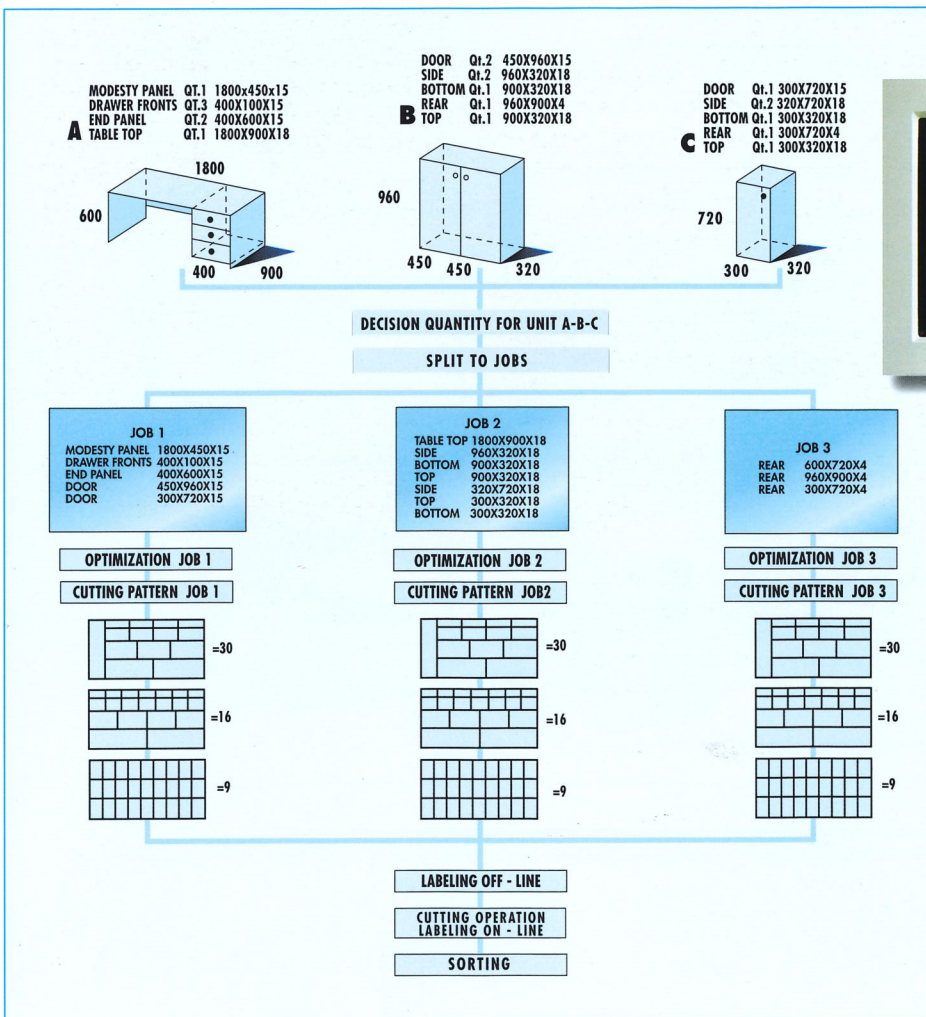 MODESTY PANEL QT.1 1800x450x15
DRAWER FRONTS QT.3 400X100X15
END PANEL QT.2 400X600X15
A TABLE TOP QT.1 1800X900X18
1800
600
400
900
DOOR Qt.2 450X960X15
SIDE Qt.2 960X320X18
BOTTOM Qt.1 900X320X18
REAR Qt.1 960X900X4
B TOP Qt.1 900X320X18
960
450
450
320
DOOR Qt.1 300X720X15
SIDE Qt.2 320X720X18
BOTTOM Qt.1 300X320X18
REAR Qt.1 300X720X4
C TOP Qt.1 300X320X18
720
300
320
DECISION QUANTITY FOR UNIT A-B-C
SPLIT TO JOBS
JOB 1
MODESTY PANEL 1800X450X15
DRAWER FRONTS 400X100X15
END PANEL 400X600X15
DOOR 450X960X15
DOOR 300X720X15
OPTIMIZATION JOB 1
CUTTING PATTERN JOB 1
=30
=16
=9
JOB 2
TABLE TOP 1800X900X18
SIDE 960X320X18
BOTTOM 900X320X18
TOP 900X320X18
SIDE 320X720X18
TOP 300X320X18
BOTTOM 300X320X18
OPTIMIZATION JOB 2
CUTTING PATTERN JOB2
=30
=16
=9
JOB 3
REAR 600X720X4
REAR 960X900X4
REAR 300X720X4
OPTIMIZATION JOB 3
CUTTING PATTERN JOB 3
=30
=16
=9
LABELING OFF - LINE
CUTTING OPERATION
LABELING ON - LINE
SORTING